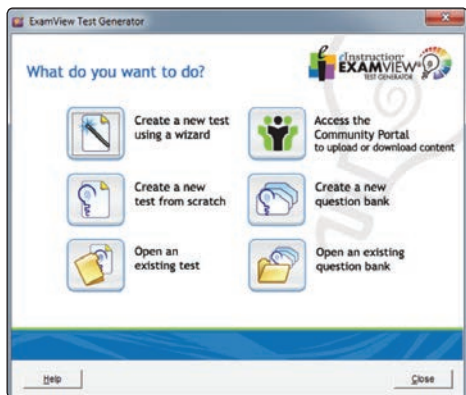 ExamView Test Generator
What do you want to do?
eInstruction
EXAMVIEW
TEST GENERATOR
Create a new test
using a wizard
Access the
Community Portal
to upload or download content
Create a new
test from scratch
Create a new
question bank
Open an
existing test
Open an existing
question bank
Help
Close